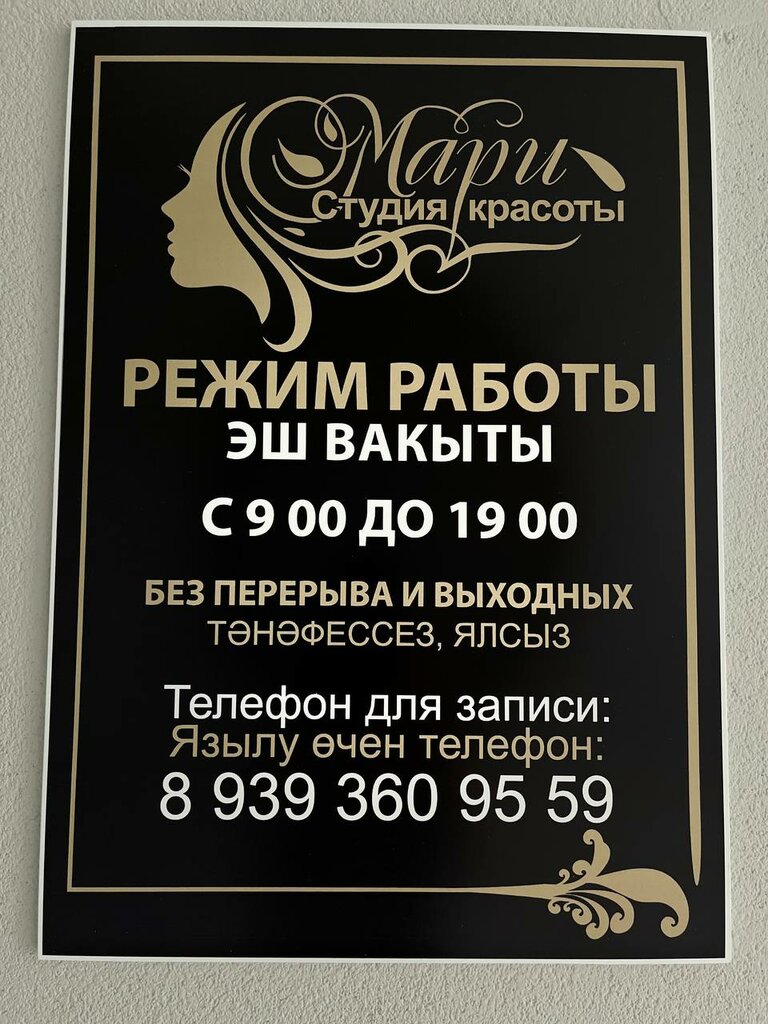 Мари
Студия красоты
РЕЖИМ РАБОТЫ
ЭШ ВАКЫТЫ
С 9 00 ДО 19 00
БЕЗ ПЕРЕРЫВА И ВЫХОДНЫХ
ТӘНӘФЕССЕЗ, ЯЛСЫЗ
Телефон для записи:
Язылу өчен телефон:
8 939 360 95 59